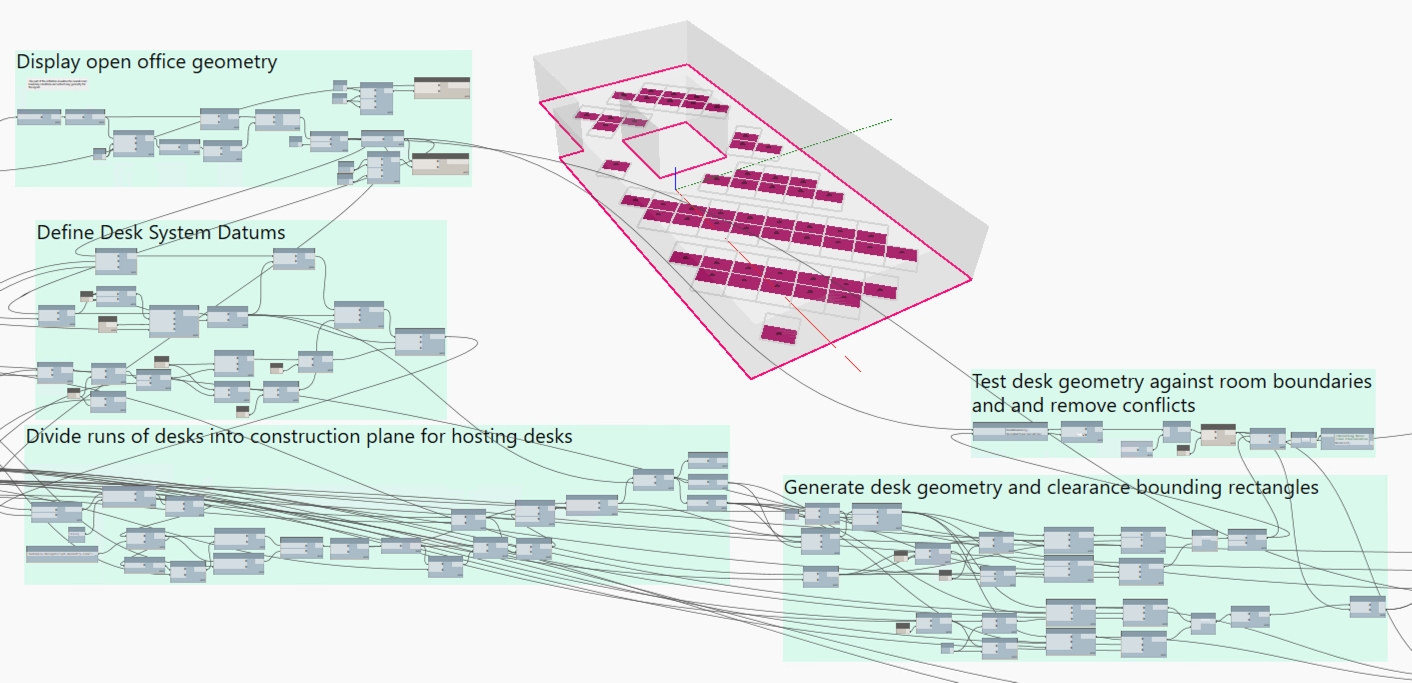 Display open office geometry
Define Desk System Datums
Divide runs of desks into construction plane for hosting desks
Test desk geometry against room boundaries
and and remove conflicts
Generate desk geometry and clearance bounding rectangles